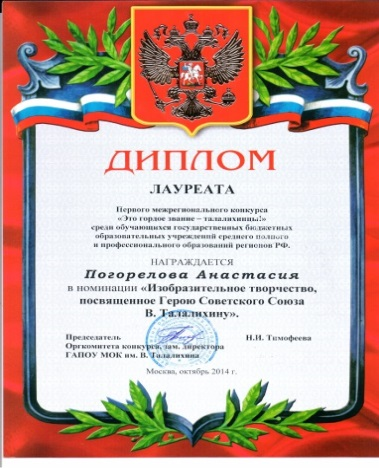 ДИПЛОМ
ЛАУРЕАТА
Первого межрегионального конкурса
«Это гордое звание – талалихинцы!»
среди обучающихся государственных бюджетных
образовательных учреждений среднего полного
и профессионального образований регионов РФ.
НАГРАЖДАЕТСЯ
Погорелова Анастасия
в номинации «Изобразительное творчество,
посвященное Герою Советского Союза
В. Талалихину».
Председатель Н.И. Тимофеева
Оргкомитета конкурса, зам. директора
ГАПОУ МОК им. В. Талалихина
Москва, октябрь 2014 г.